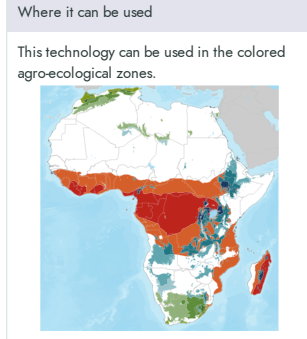 Where it can be used
This technology can be used in the colored
agro-ecological zones.